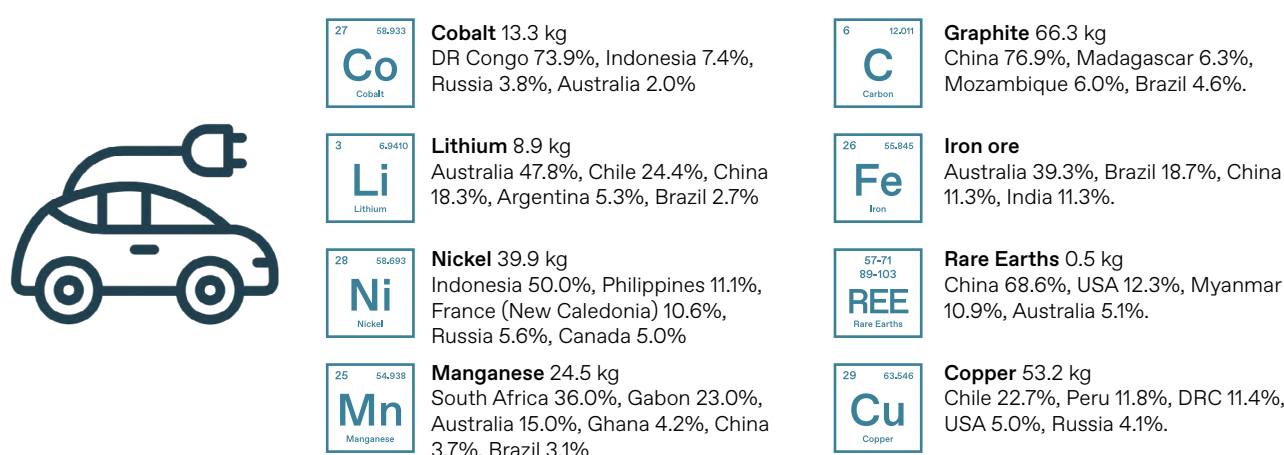 27 58.933
Co
Cobalt
Cobalt 13.3 kg
DR Congo 73.9%, Indonesia 7.4%,
Russia 3.8%, Australia 2.0%
3 6.9410
Li
Lithium
Lithium 8.9 kg
Australia 47.8%, Chile 24.4%, China
18.3%, Argentina 5.3%, Brazil 2.7%
28 58.693
Ni
Nickel
Nickel 39.9 kg
Indonesia 50.0%, Philippines 11.1%,
France (New Caledonia) 10.6%,
Russia 5.6%, Canada 5.0%
25 54.938
Mn
Manganese
Manganese 24.5 kg
South Africa 36.0%, Gabon 23.0%,
Australia 15.0%, Ghana 4.2%, China
3.7%, Brazil 3.1%
6 12.011
C
Carbon
Graphite 66.3 kg
China 76.9%, Madagascar 6.3%,
Mozambique 6.0%, Brazil 4.6%.
26 55.845
Fe
Iron
Iron ore
Australia 39.3%, Brazil 18.7%, China
11.3%, India 11.3%.
57-71
89-103
REE
Rare Earths
Rare Earths 0.5 kg
China 68.6%, USA 12.3%, Myanmar
10.9%, Australia 5.1%.
29 63.546
Cu
Copper
Copper 53.2 kg
Chile 22.7%, Peru 11.8%, DRC 11.4%,
USA 5.0%, Russia 4.1%.